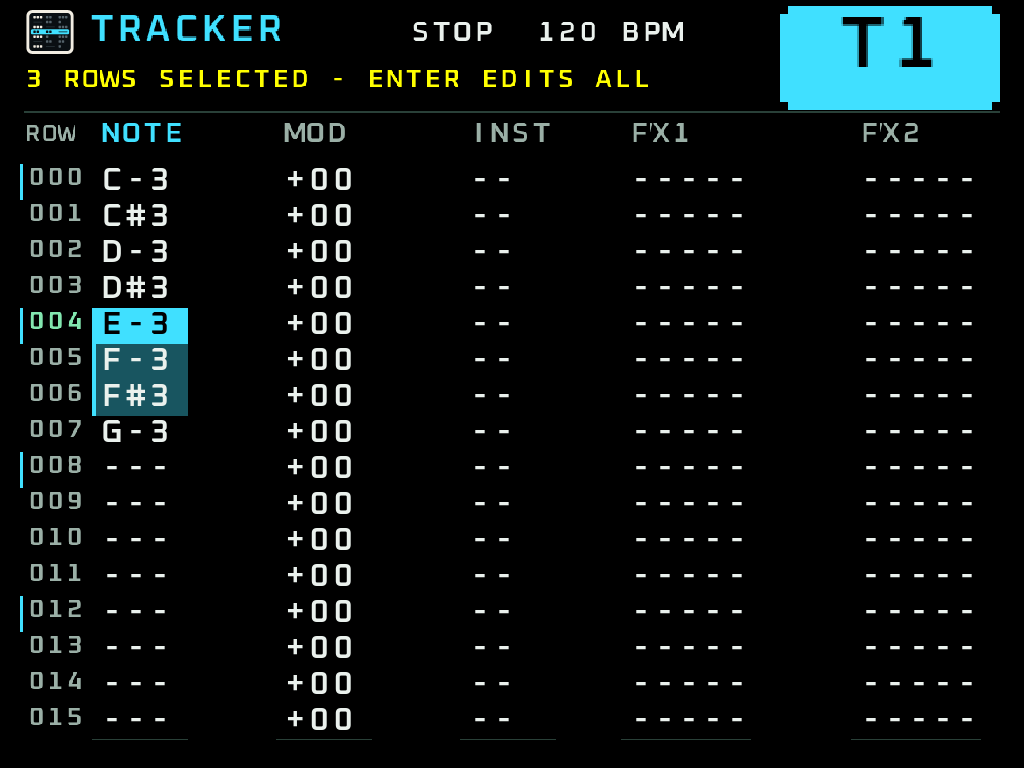 TRACKER STOP 120 BPM T1
3 ROWS SELECTED - ENTER EDITS ALL
ROW NOTE MOD INST FX1 FX2
000 C-3 +00 -- ----- -----
001 C#3 +00 -- ----- -----
002 D-3 +00 -- ----- -----
003 D#3 +00 -- ----- -----
004 E-3 +00 -- ----- -----
005 F-3 +00 -- ----- -----
006 F#3 +00 -- ----- -----
007 G-3 +00 -- ----- -----
008 --- +00 -- ----- -----
009 --- +00 -- ----- -----
010 --- +00 -- ----- -----
011 --- +00 -- ----- -----
012 --- +00 -- ----- -----
013 --- +00 -- ----- -----
014 --- +00 -- ----- -----
015 --- +00 -- ----- -----